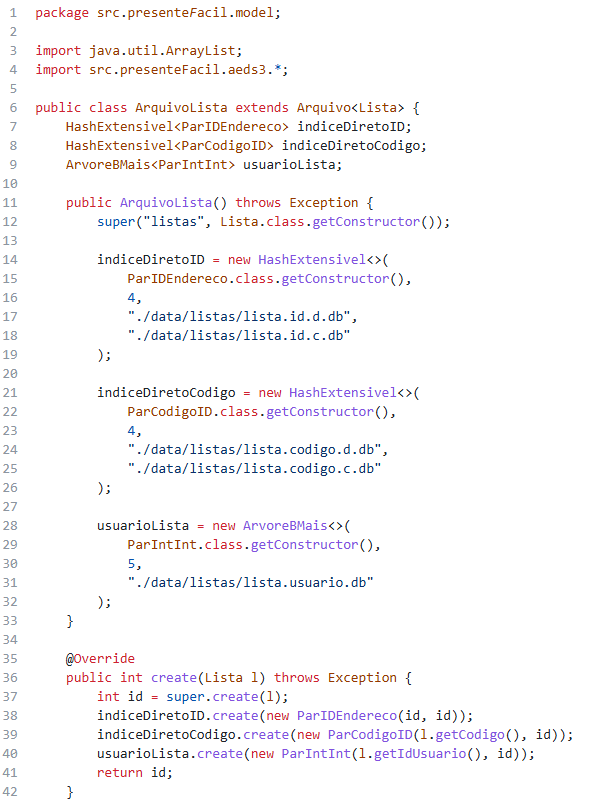 1 package src.presenteFacil.model;
2
3 import java.util.ArrayList;
4 import src.presenteFacil.aeds3.*;
5
6 public class ArquivoLista extends Arquivo<Lista> {
7     HashExtensivel<ParIDEndereco> indiceDiretoID;
8     HashExtensivel<ParCodigoID> indiceDiretoCodigo;
9     ArvoreBMais<ParIntInt> usuarioLista;
10
11     public ArquivoLista() throws Exception {
12         super("listas", Lista.class.getConstructor());
13
14         indiceDiretoID = new HashExtensivel<>(
15             ParIDEndereco.class.getConstructor(),
16             4,
17             "./data/listas/lista.id.d.db",
18             "./data/listas/lista.id.c.db"
19         );
20
21         indiceDiretoCodigo = new HashExtensivel<>(
22             ParCodigoID.class.getConstructor(),
23             4,
24             "./data/listas/lista.codigo.d.db",
25             "./data/listas/lista.codigo.c.db"
26         );
27
28         usuarioLista = new ArvoreBMais<>(
29             ParIntInt.class.getConstructor(),
30             5,
31             "./data/listas/lista.usuario.db"
32         );
33     }
34
35     @Override
36     public int create(Lista l) throws Exception {
37         int id = super.create(l);
38         indiceDiretoID.create(new ParIDEndereco(id, id));
39         indiceDiretoCodigo.create(new ParCodigoID(l.getCodigo(), id));
40         usuarioLista.create(new ParIntInt(l.getIdUsuario(), id));
41         return id;
42     }